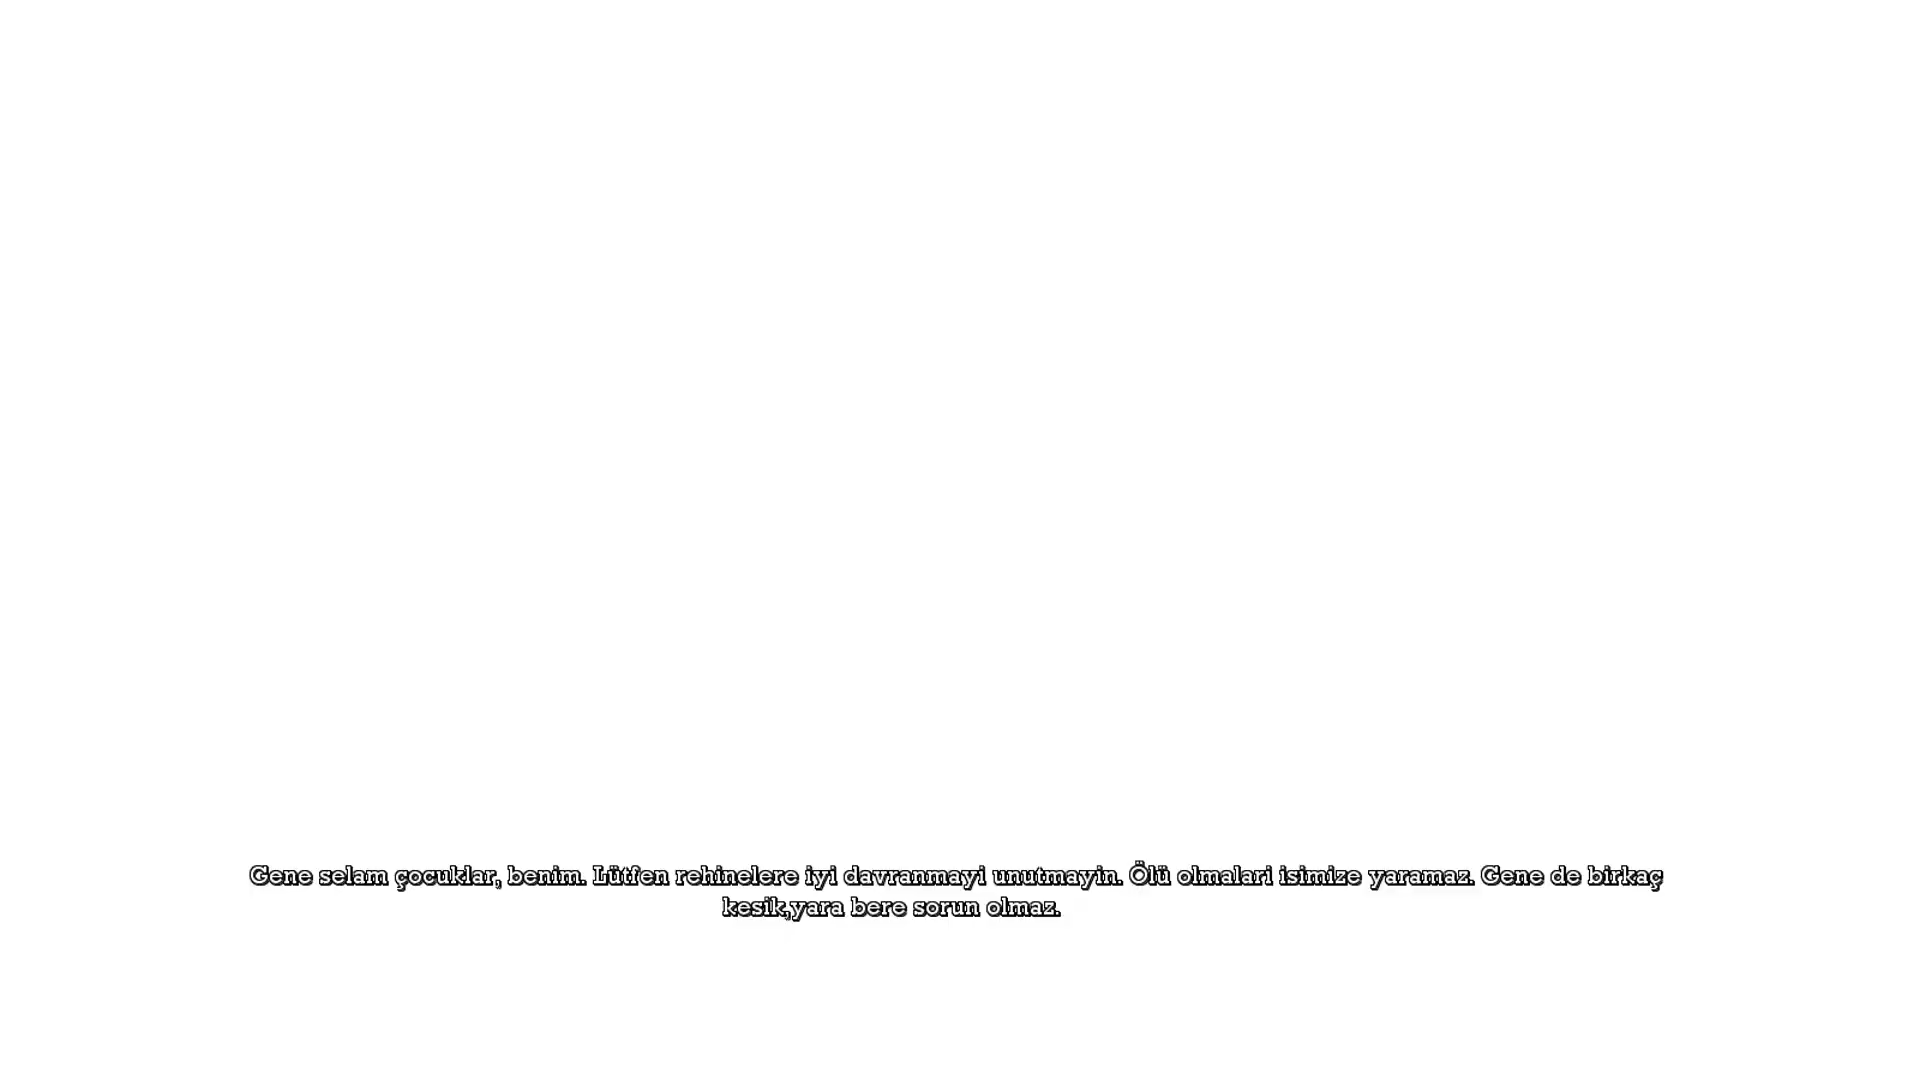 Gene selam çocuklar, benim. Lütfen rehinelere iyi davranmayi unutmayin. Ölü olmalari isimize yaramaz. Gene de birkaç
kesik,yara bere sorun olmaz.